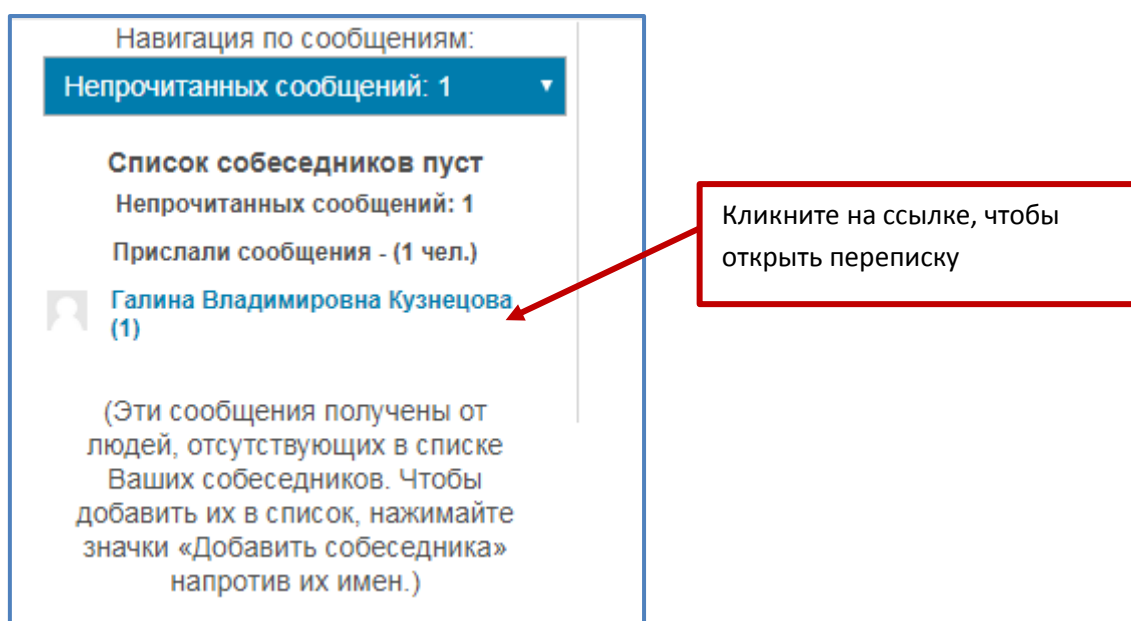 Навигация по сообщениям:
Непрочитанных сообщений: 1
Список собеседников пуст
Непрочитанных сообщений: 1
Прислали сообщения - (1 чел.)
Галина Владимировна Кузнецова
(1)
(Эти сообщения получены от
людей, отсутствующих в списке
Ваших собеседников. Чтобы
добавить их в список, нажимайте
значки «Добавить собеседника»
напротив их имен.)
Кликните на ссылке, чтобы
открыть переписку